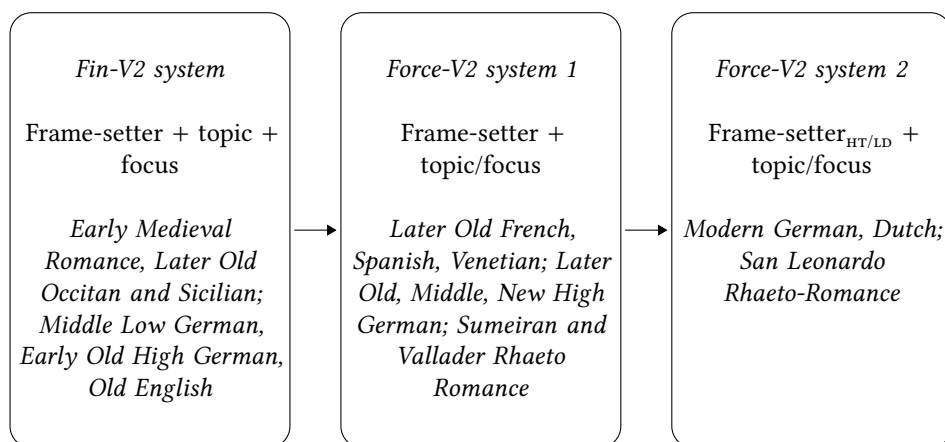 Fin-V2 system
Frame-setter + topic +
focus
Early Medieval
Romance, Later Old
Occitan and Sicilian;
Middle Low German,
Early Old High German,
Old English
Force-V2 system 1
Frame-setter +
topic/focus
Later Old French,
Spanish, Venetian; Later
Old, Middle, New High
German; Sumeiran and
Vallader Rhaeto
Romance
Force-V2 system 2
Frame-setterHT/LD +
topic/focus
Modern German, Dutch;
San Leonardo
Rhaeto-Romance